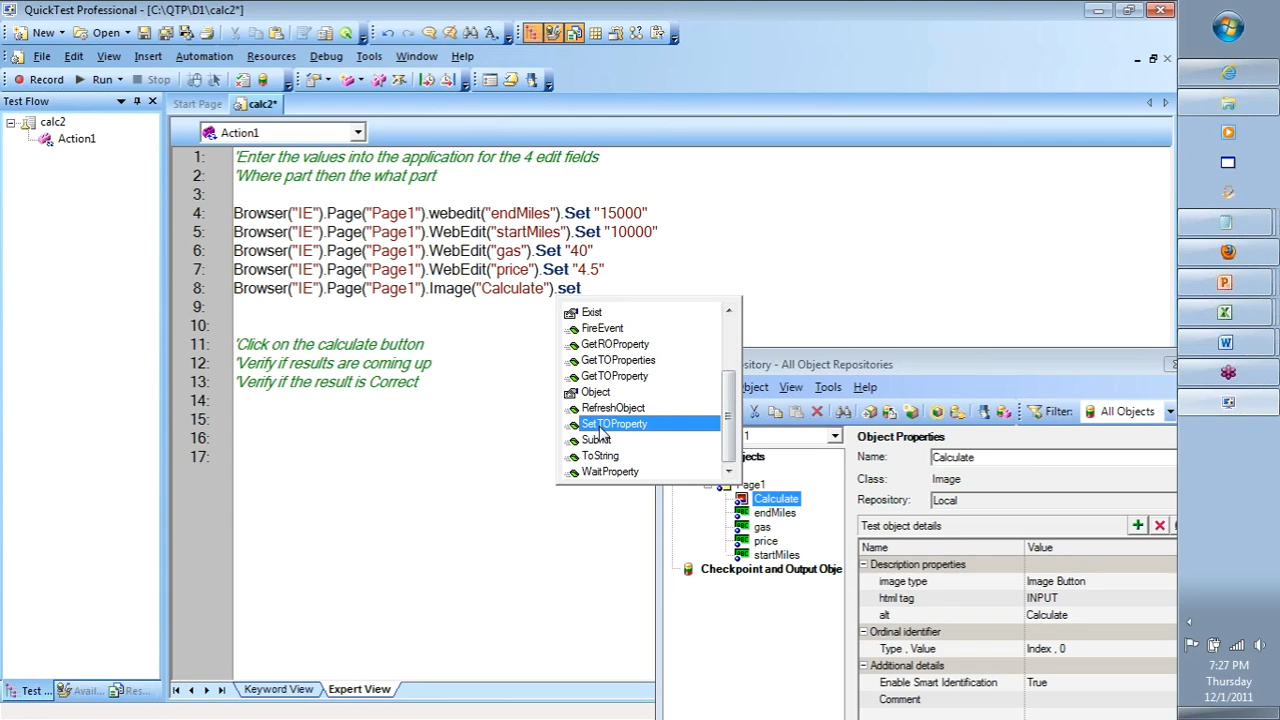 QuickTest Professional - [C:\QTP\D1\calc2*]
New
Open
File Edit View Insert Automation Resources Debug Tools Window Help
Record Run Stop
Test Flow
Start Page calc2*
calc2
Action1
Action1
1: 'Enter the values into the application for the 4 edit fields
2: 'Where part then the what part
3:
4: Browser("IE").Page("Page1").webedit("endMiles").Set "15000"
5: Browser("IE").Page("Page1").WebEdit("startMiles").Set "10000"
6: Browser("IE").Page("Page1").WebEdit("gas").Set "40"
7: Browser("IE").Page("Page1").WebEdit("price").Set "4.5"
8: Browser("IE").Page("Page1").Image("Calculate").set
9:
10:
11: 'Click on the calculate button
12: 'Verify if results are coming up
13: 'Verify if the result is Correct
14:
15:
16:
17:
Exist
FireEvent
GetROProperty
GetTOProperties
GetTOProperty
Object
RefreshObject
SetTOProperty
Submit
ToString
WaitProperty
ository - All Object Repositories
bject View Tools Help
Filter: All Objects
1
ects
Page1
Calculate
endMiles
gas
price
startMiles
Checkpoint and Output Obje
Object Properties
Name: Calculate
Class: Image
Repository: Local
Test object details
Name Value
Description properties
image type Image Button
html tag INPUT
alt Calculate
Ordinal identifier
Type , Value Index , 0
Additional details
Enable Smart Identification True
Comment
Test ... Avai... Res...
Keyword View Expert View
7:27 PM
Thursday
12/1/2011